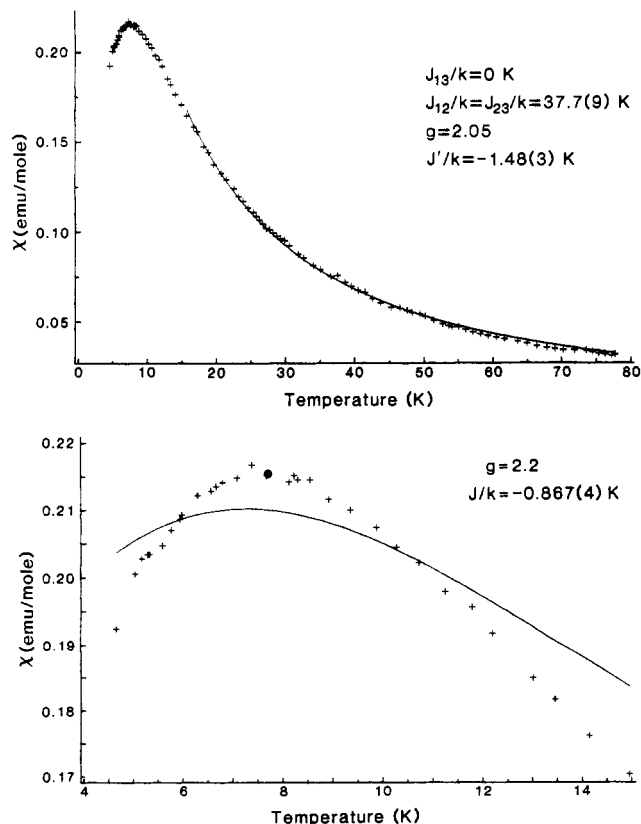 0.20
0.15
0.10
0.05
χ(emu/mole)
J₁₃/k=0 K
J₁₂/k=J₂₃/k=37.7(9) K
g=2.05
J'/k=-1.48(3) K
0 10 20 30 40 50 60 70 80
Temperature (K)
0.22
0.21
0.20
0.19
0.18
0.17
χ(emu/mole)
g=2.2
J/k=-0.867(4) K
4 6 8 10 12 14
Temperature (K)